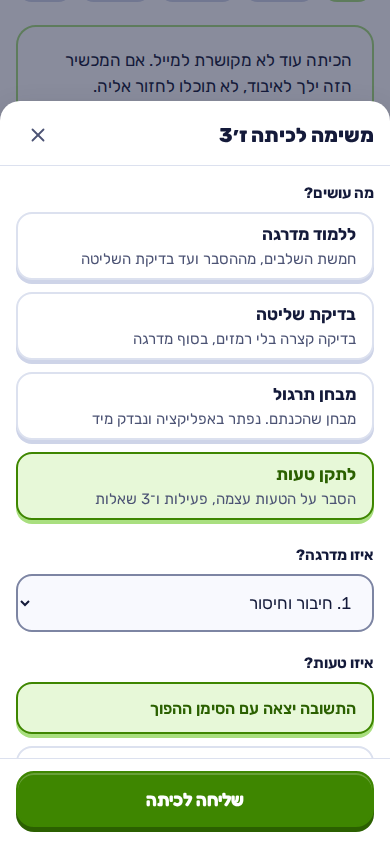 הכיתה עוד לא מקושרת למייל. אם המכשיר
הזה ילך לאיבוד, לא תוכלו לחזור אליה.
משימה לכיתה ז׳3
מה עושים?
ללמוד מדרגה
חמשת השלבים, מההסבר ועד בדיקת השליטה
בדיקת שליטה
בדיקה קצרה בלי רמזים, בסוף מדרגה
מבחן תרגול
מבחן שהכנתם. נפתר באפליקציה ונבדק מיד
לתקן טעות
הסבר על הטעות עצמה, פעילות ו־3 שאלות
איזו מדרגה?
1. חיבור וחיסור
איזו טעות?
התשובה יצאה עם הסימן ההפוך
שליחה לכיתה